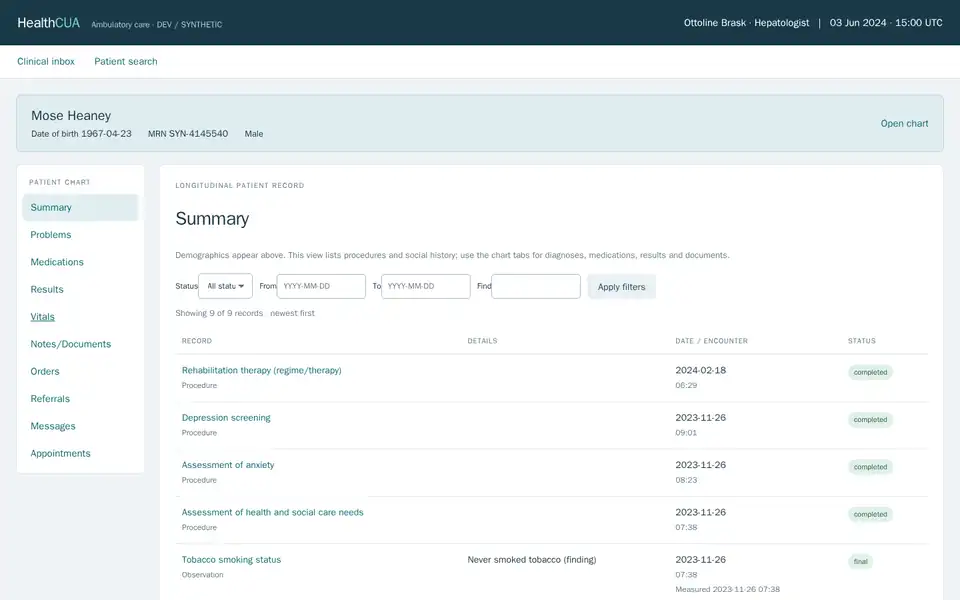 HealthCUA Ambulatory care · DEV / SYNTHETIC Ottoline Brask · Hepatologist | 03 Jun 2024 · 15:00 UTC
Clinical inbox Patient search
Mose Heaney
Date of birth 1967-04-23 MRN SYN-4145540 Male
Open chart
PATIENT CHART
Summary
Problems
Medications
Results
Vitals
Notes/Documents
Orders
Referrals
Messages
Appointments
LONGITUDINAL PATIENT RECORD
Summary
Demographics appear above. This view lists procedures and social history; use the chart tabs for diagnoses, medications, results and documents.
Status All statu From YYYY-MM-DD To YYYY-MM-DD Find Apply filters
Showing 9 of 9 records newest first
RECORD DETAILS DATE / ENCOUNTER STATUS
Rehabilitation therapy (regime/therapy) 2024-02-18 completed
Procedure 06:29
Depression screening 2023-11-26 completed
Procedure 09:01
Assessment of anxiety 2023-11-26 completed
Procedure 08:23
Assessment of health and social care needs 2023-11-26 completed
Procedure 07:38
Tobacco smoking status Never smoked tobacco (finding) 2023-11-26 final
Observation 07:38
Measured 2023-11-26 07:38